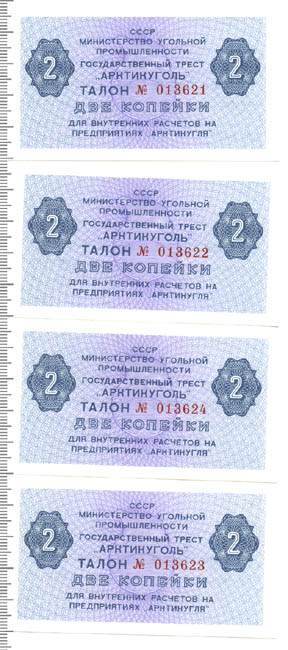 СССР
МИНИСТЕРСТВО УГОЛЬНОЙ
ПРОМЫШЛЕННОСТИ
ГОСУДАРСТВЕННЫЙ ТРЕСТ
„АРКТИКУГОЛЬ"
2 ТАЛОН № 013621 2
ДВЕ КОПЕЙКИ
ДЛЯ ВНУТРЕННИХ РАСЧЕТОВ НА
ПРЕДПРИЯТИЯХ „АРКТИКУГЛЯ"
СССР
МИНИСТЕРСТВО УГОЛЬНОЙ
ПРОМЫШЛЕННОСТИ
ГОСУДАРСТВЕННЫЙ ТРЕСТ
„АРКТИКУГОЛЬ"
2 ТАЛОН № 013622 2
ДВЕ КОПЕЙКИ
ДЛЯ ВНУТРЕННИХ РАСЧЕТОВ НА
ПРЕДПРИЯТИЯХ „АРКТИКУГЛЯ"
СССР
МИНИСТЕРСТВО УГОЛЬНОЙ
ПРОМЫШЛЕННОСТИ
ГОСУДАРСТВЕННЫЙ ТРЕСТ
„АРКТИКУГОЛЬ"
2 ТАЛОН № 013624 2
ДВЕ КОПЕЙКИ
ДЛЯ ВНУТРЕННИХ РАСЧЕТОВ НА
ПРЕДПРИЯТИЯХ „АРКТИКУГЛЯ"
СССР
МИНИСТЕРСТВО УГОЛЬНОЙ
ПРОМЫШЛЕННОСТИ
ГОСУДАРСТВЕННЫЙ ТРЕСТ
„АРКТИКУГОЛЬ"
2 ТАЛОН № 013623 2
ДВЕ КОПЕЙКИ
ДЛЯ ВНУТРЕННИХ РАСЧЕТОВ НА
ПРЕДПРИЯТИЯХ „АРКТИКУГЛЯ"